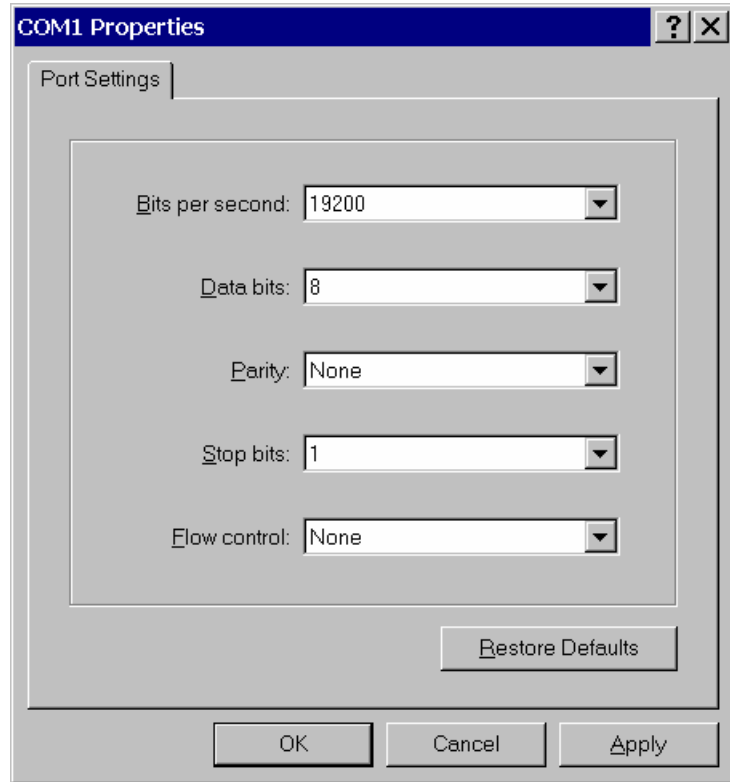 COM1 Properties
Port Settings
Bits per second: 19200
Data bits: 8
Parity: None
Stop bits: 1
Flow control: None
Restore Defaults
OK Cancel Apply